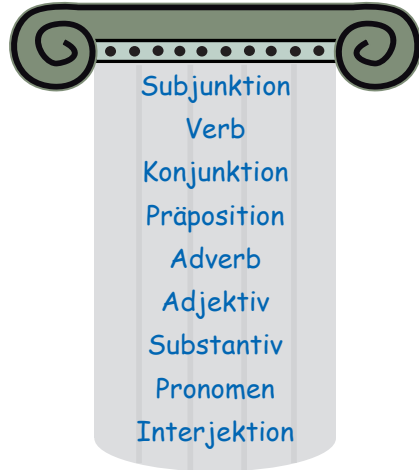 Subjunktion
Verb
Konjunktion
Präposition
Adverb
Adjektiv
Substantiv
Pronomen
Interjektion